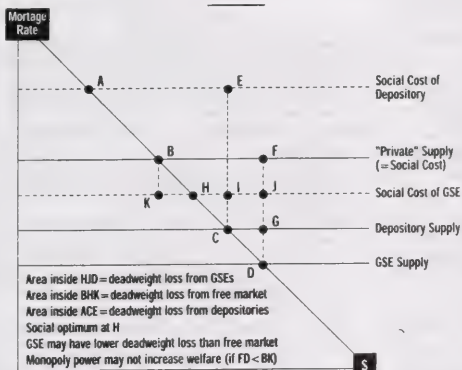 Mortage
Rate
A
E
Social Cost of
Depository
B
F
"Private" Supply
(= Social Cost)
K
H
I
J
Social Cost of GSE
C
G
Depository Supply
D
GSE Supply
Area inside HJD = deadweight loss from GSEs
Area inside BHK = deadweight loss from free market
Area inside ACE = deadweight loss from depositories
Social optimum at H
GSE may have lower deadweight loss than free market
Monopoly power may not increase welfare (if FD < BK)
$